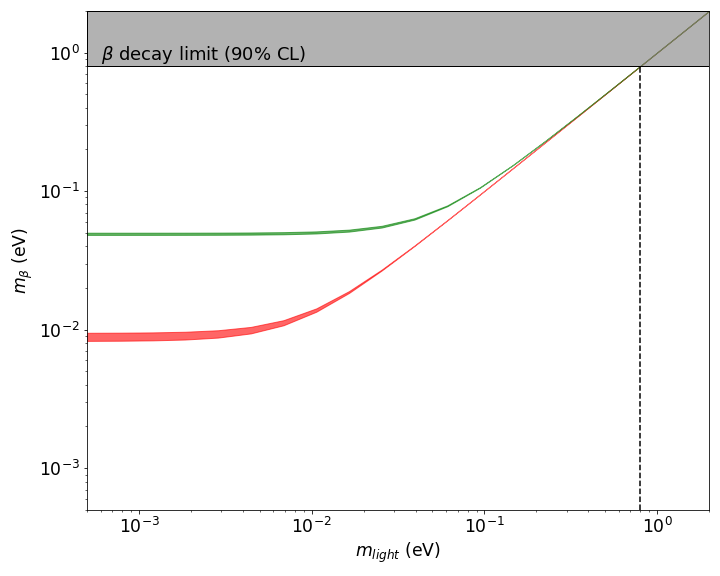 β decay limit (90% CL)
10⁰
10⁻¹
10⁻²
10⁻³
m_β (eV)
10⁻³ 10⁻² 10⁻¹ 10⁰
m_light (eV)